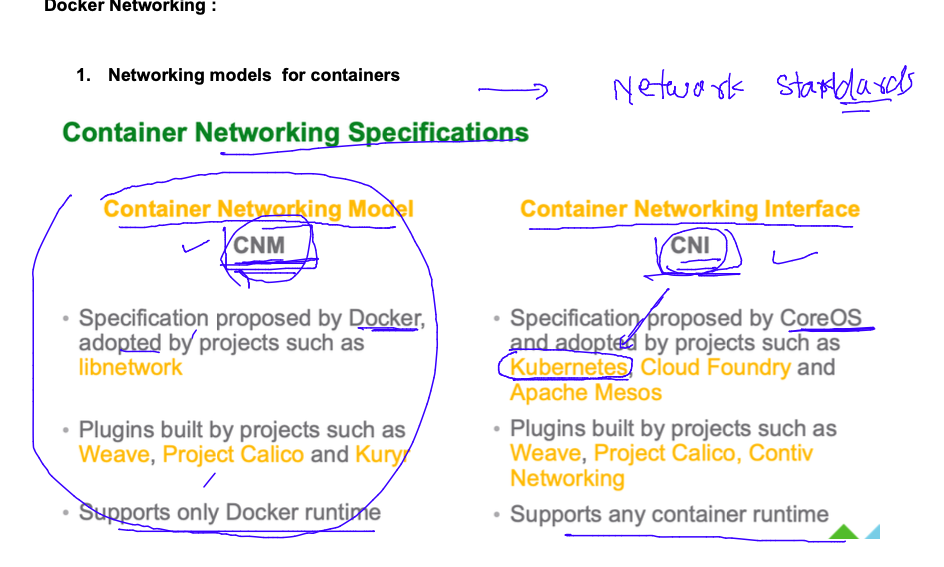 Docker Networking :
1. Networking models for containers
Network standards
Container Networking Specifications
Container Networking Model
CNM
• Specification proposed by Docker,
adopted by projects such as
libnetwork
• Plugins built by projects such as
Weave, Project Calico and Kuryr
• Supports only Docker runtime
Container Networking Interface
CNI
• Specification proposed by CoreOS
and adopted by projects such as
Kubernetes, Cloud Foundry and
Apache Mesos
• Plugins built by projects such as
Weave, Project Calico, Contiv
Networking
• Supports any container runtime